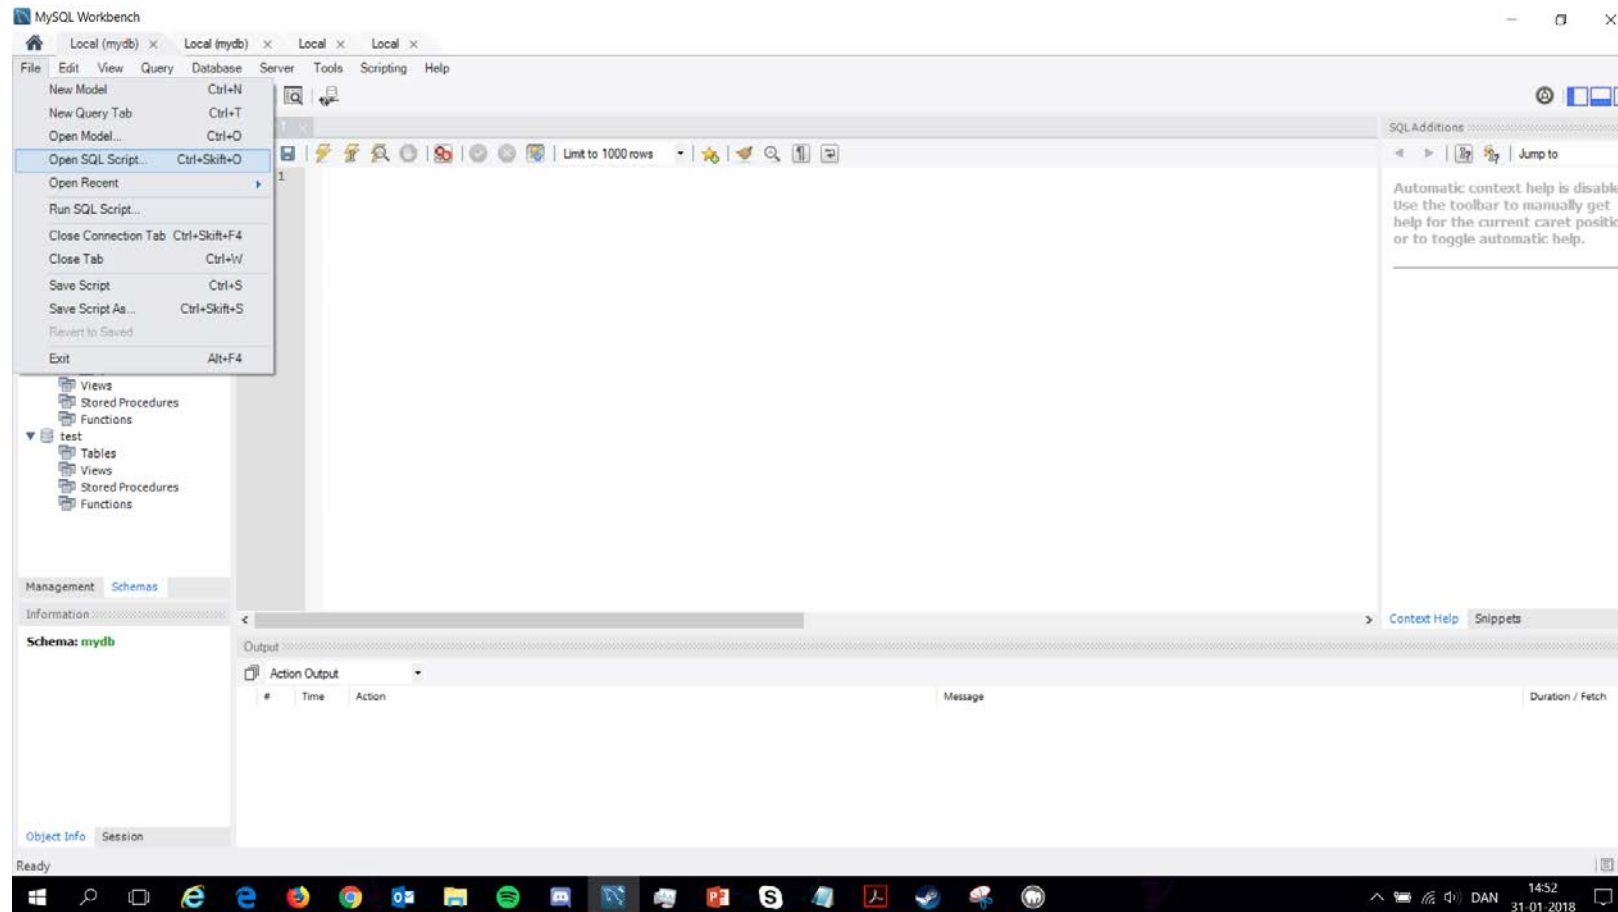 MySQL Workbench
Local (mydb) Local (mydb) Local Local
File Edit View Query Database Server Tools Scripting Help
New Model Ctrl+N
New Query Tab Ctrl+T
Open Model... Ctrl+O
Open SQL Script... Ctrl+Skift+O
Open Recent
Run SQL Script...
Close Connection Tab Ctrl+Skift+F4
Close Tab Ctrl+W
Save Script Ctrl+S
Save Script As... Ctrl+Skift+S
Revert to Saved
Exit Alt+F4
Limit to 1000 rows
1
SQLAdditions
Jump to
Automatic context help is disable
Use the toolbar to manually get
help for the current caret positio
or to toggle automatic help.
Views
Stored Procedures
Functions
test
Tables
Views
Stored Procedures
Functions
Management Schemas
Information
Schema: mydb
Context Help Snippets
Output
Action Output
# Time Action Message Duration / Fetch
Object Info Session
Ready
DAN
14:52
31-01-2018